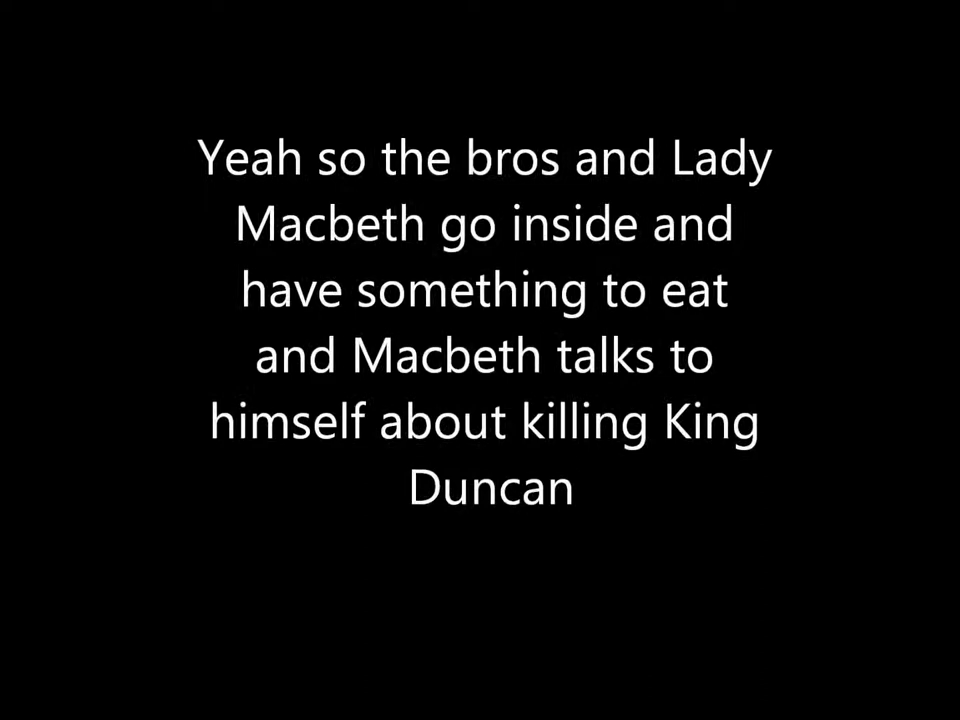 Yeah so the bros and Lady
Macbeth go inside and
have something to eat
and Macbeth talks to
himself about killing King
Duncan